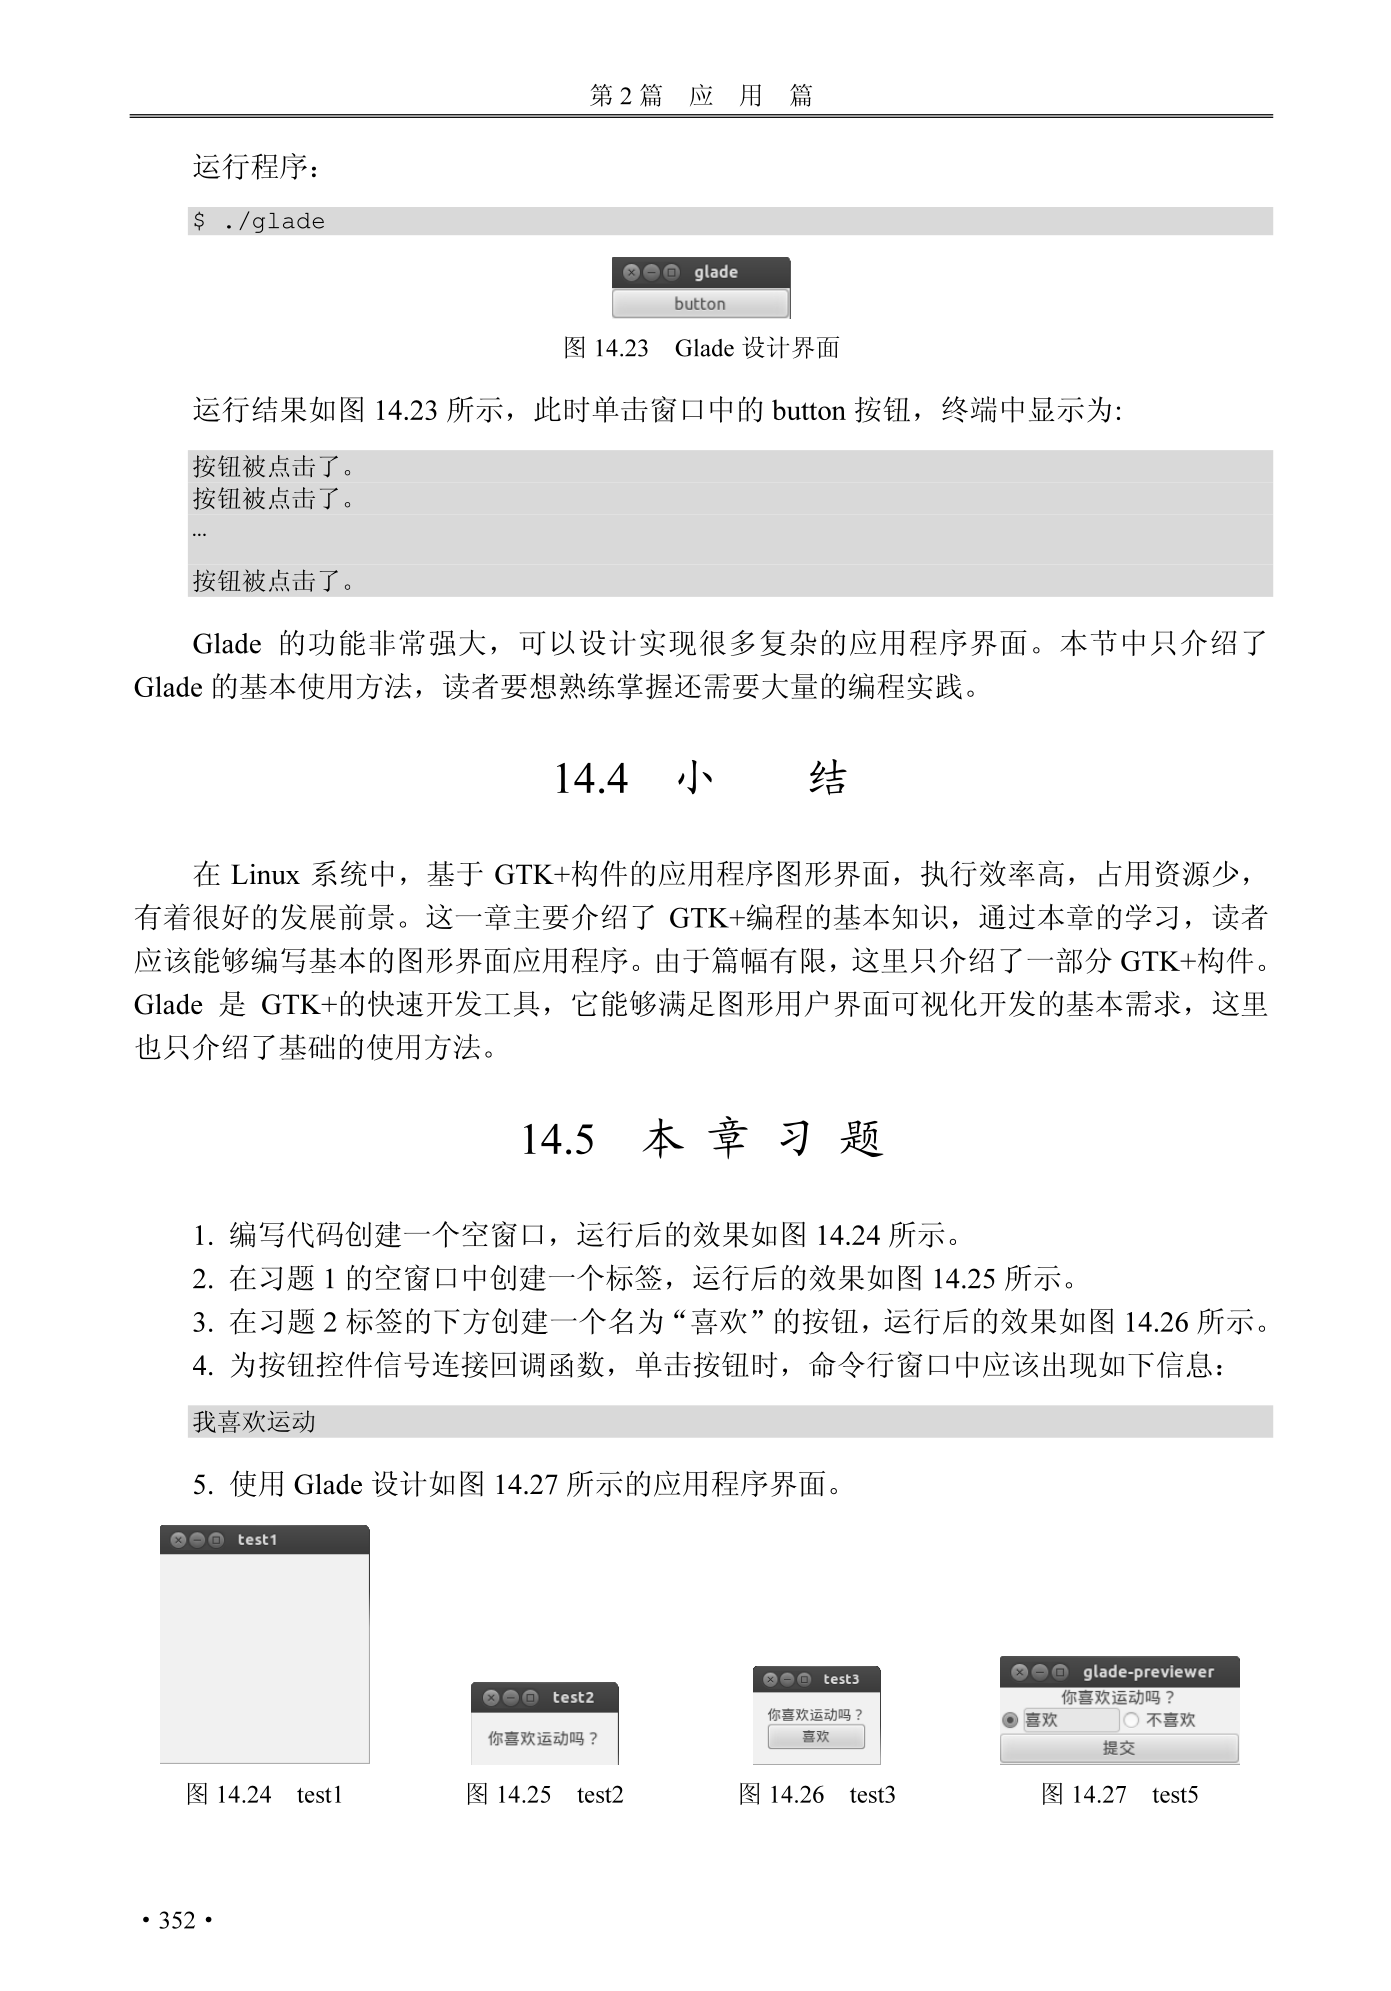 第 2 篇 应 用 篇
运行程序：
$ ./glade
glade
button
图 14.23 Glade 设计界面
运行结果如图 14.23 所示，此时单击窗口中的 button 按钮，终端中显示为:
按钮被点击了。
按钮被点击了。
…
按钮被点击了。
Glade 的功能非常强大，可以设计实现很多复杂的应用程序界面。本节中只介绍了
Glade 的基本使用方法，读者要想熟练掌握还需要大量的编程实践。
14.4 小 结
在 Linux 系统中，基于 GTK+构件的应用程序图形界面，执行效率高，占用资源少，
有着很好的发展前景。这一章主要介绍了 GTK+编程的基本知识，通过本章的学习，读者
应该能够编写基本的图形界面应用程序。由于篇幅有限，这里只介绍了一部分 GTK+构件。
Glade 是 GTK+的快速开发工具，它能够满足图形用户界面可视化开发的基本需求，这里
也只介绍了基础的使用方法。
14.5 本 章 习 题
1. 编写代码创建一个空窗口，运行后的效果如图 14.24 所示。
2. 在习题 1 的空窗口中创建一个标签，运行后的效果如图 14.25 所示。
3. 在习题 2 标签的下方创建一个名为“喜欢”的按钮，运行后的效果如图 14.26 所示。
4. 为按钮控件信号连接回调函数，单击按钮时，命令行窗口中应该出现如下信息：
我喜欢运动
5. 使用 Glade 设计如图 14.27 所示的应用程序界面。
test1
图 14.24 test1
test2
你喜欢运动吗？
图 14.25 test2
test3
你喜欢运动吗？
喜欢
图 14.26 test3
glade-previewer
你喜欢运动吗？
喜欢 不喜欢
提交
图 14.27 test5
·352·